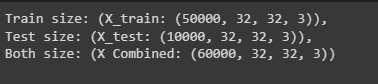 Train size: (X_train: (50000, 32, 32, 3)),
Test size: (X_test: (10000, 32, 32, 3)),
Both size: (X Combined: (60000, 32, 32, 3))